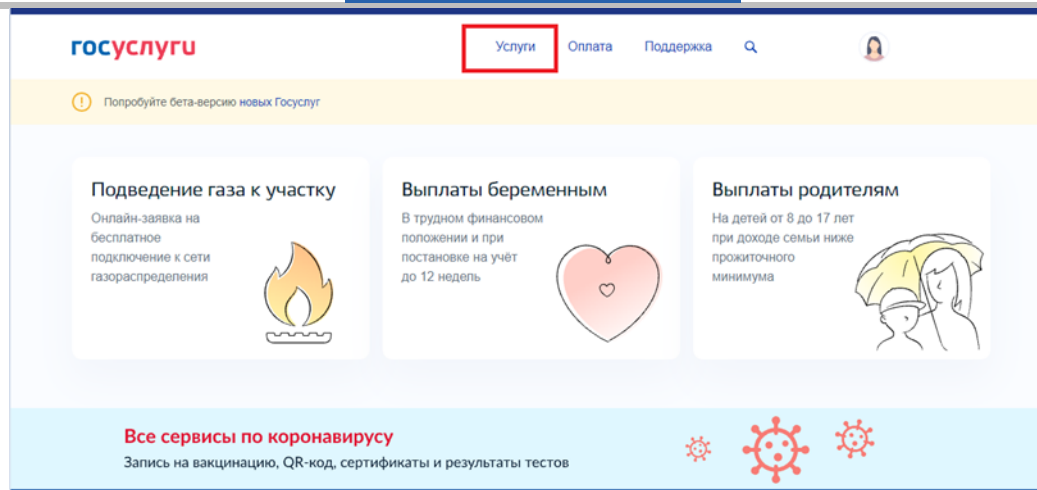 госуслуги
Услуги Оплата Поддержка
Попробуйте бета-версию новых Госуслуг
Подведение газа к участку
Онлайн-заявка на
бесплатное
подключение к сети
газораспределения
Выплаты беременным
В трудном финансовом
положении и при
постановке на учёт
до 12 недель
Выплаты родителям
На детей от 8 до 17 лет
при доходе семьи ниже
прожиточного
минимума
Все сервисы по коронавирусу
Запись на вакцинацию, QR-код, сертификаты и результаты тестов